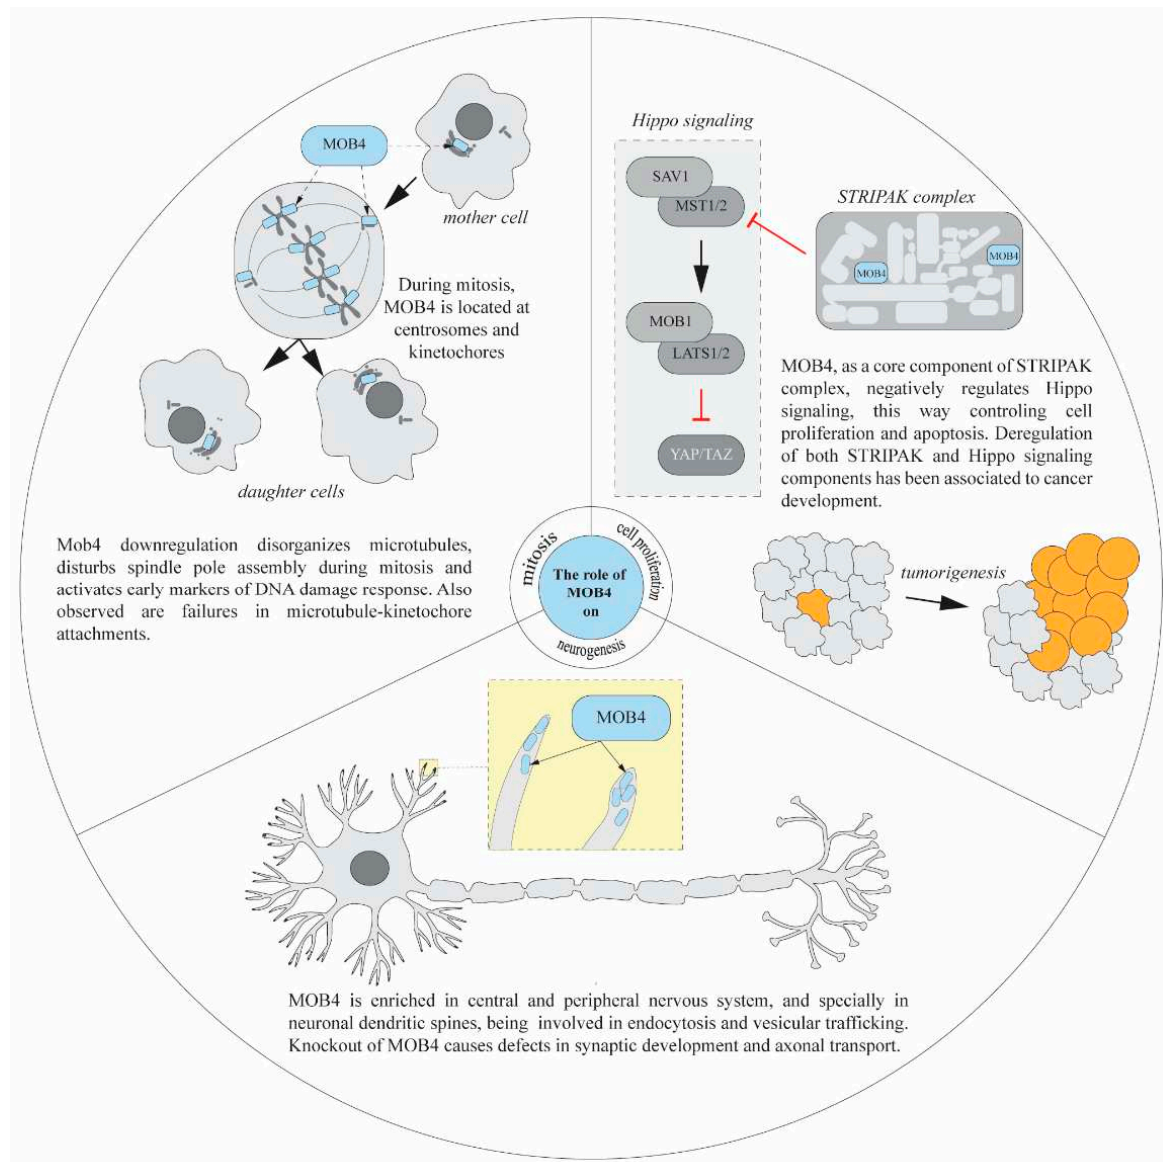 MOB4
mother cell
During mitosis,
MOB4 is located at
centrosomes and
kinetochores
daughter cells
Mob4 downregulation disorganizes microtubules,
disturbs spindle pole assembly during mitosis and
activates early markers of DNA damage response. Also
observed are failures in microtubule-kinetochore
attachments.
Hippo signaling
SAV1
MST1/2
MOB1
LATS1/2
YAP/TAZ
STRIPAK complex
MOB4
MOB4
MOB4, as a core component of STRIPAK
complex, negatively regulates Hippo
signaling, this way controling cell
proliferation and apoptosis. Deregulation
of both STRIPAK and Hippo signaling
components has been associated to cancer
development.
tumorigenesis
mitosis
cell proliferation
The role of
MOB4
on
neurogenesis
MOB4
MOB4 is enriched in central and peripheral nervous system, and specially in
neuronal dendritic spines, being involved in endocytosis and vesicular trafficking.
Knockout of MOB4 causes defects in synaptic development and axonal transport.